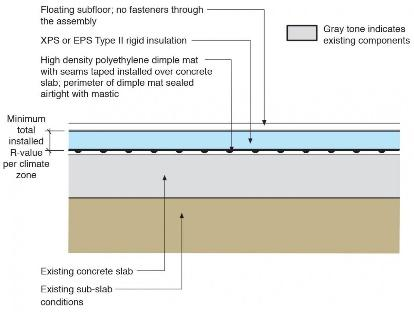 Floating subfloor; no fasteners through
the assembly
XPS or EPS Type II rigid insulation
High density polyethylene dimple mat
with seams taped installed over concrete
slab; perimeter of dimple mat sealed
airtight with mastic
Gray tone indicates
existing components
Minimum
total
installed
R-value
per climate
zone
Existing concrete slab
Existing sub-slab
conditions